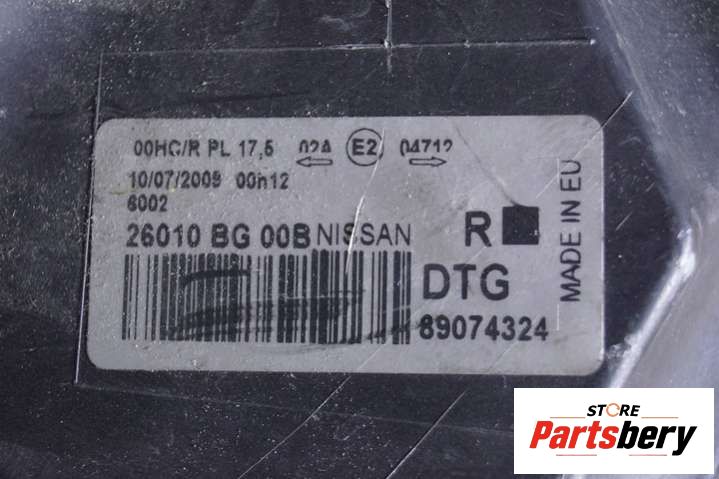 00HC/R PL 17,5 02A E2 04712
10/07/2009 00h12
6002
26010 BG 00B NISSAN R
DTG
89074324
MADE IN EU
STORE
Partsbery